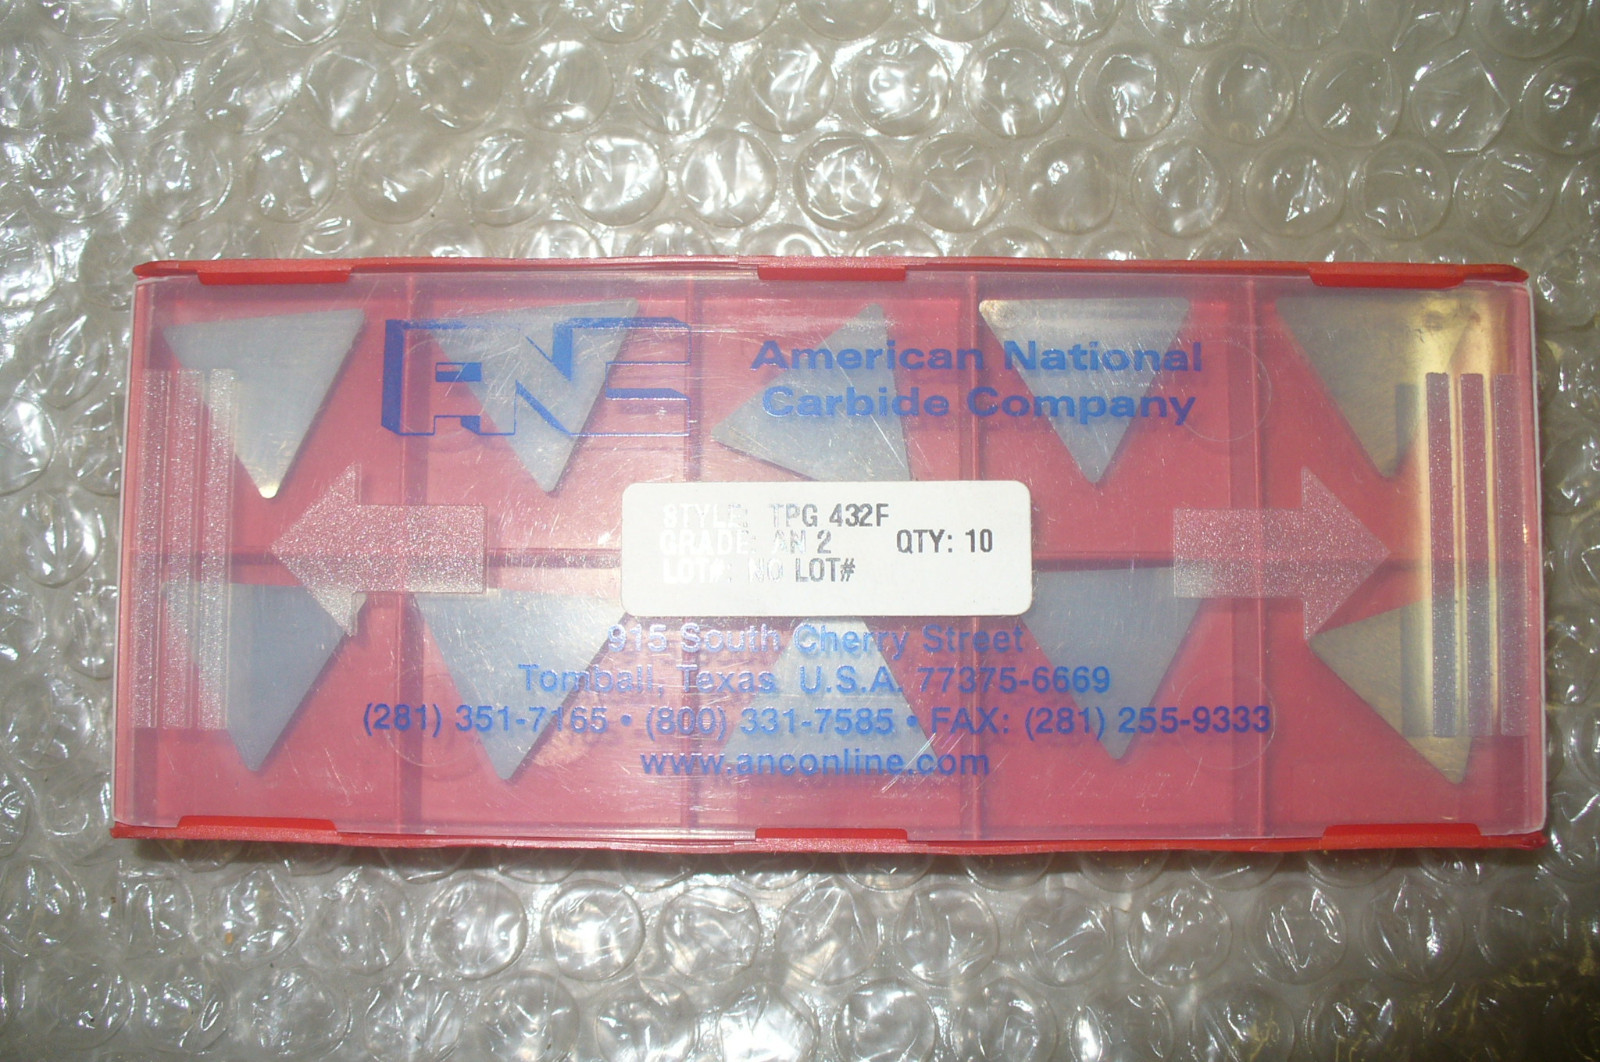 ANC
American National
Carbide Company
STYLE: TPG 432F
GRADE: AN 2 QTY: 10
LOT#: NO LOT#
915 South Cherry Street
Tomball, Texas U.S.A. 77375-6669
(281) 351-7165 • (800) 331-7585 • FAX: (281) 255-9333
www.anconline.com